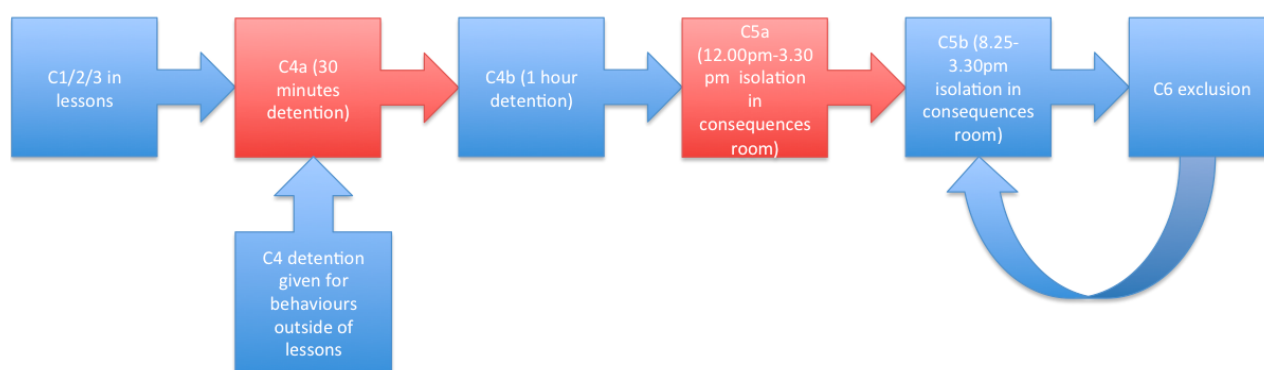 C1/2/3 in
lessons
C4a (30
minutes
detention)
C4b (1 hour
detention)
C5a
(12.00pm-3.30
pm isolation
in
consequences
room)
C5b (8.25-
3.30pm
isolation in
consequences
room)
C6 exclusion
C4 detention
given for
behaviours
outside of
lessons